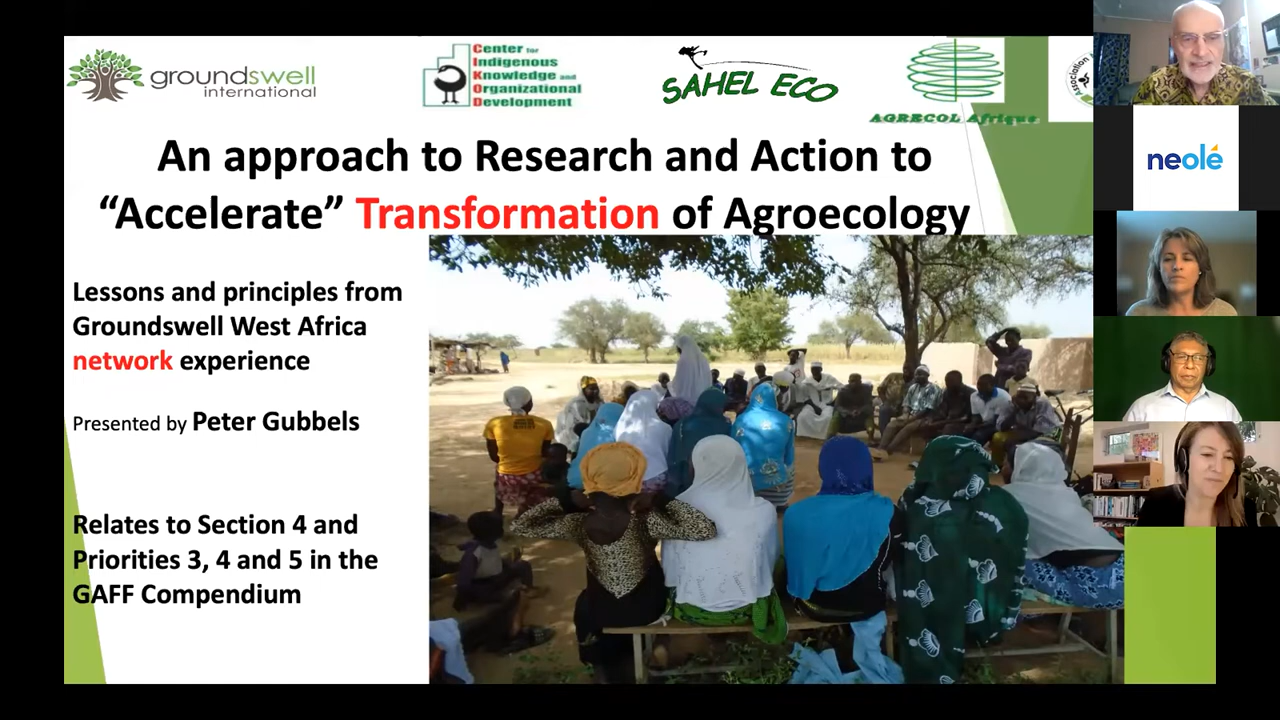 groundswell
international
Center for
Indigenous
Knowledge and
Organizational
Development
SAHEL ECO
AGRECOL Afrique
Association
An approach to Research and Action to
“Accelerate” Transformation of Agroecology
Lessons and principles from
Groundswell West Africa
network experience
Presented by Peter Gubbels
Relates to Section 4 and
Priorities 3, 4 and 5 in the
GAFF Compendium
neolé